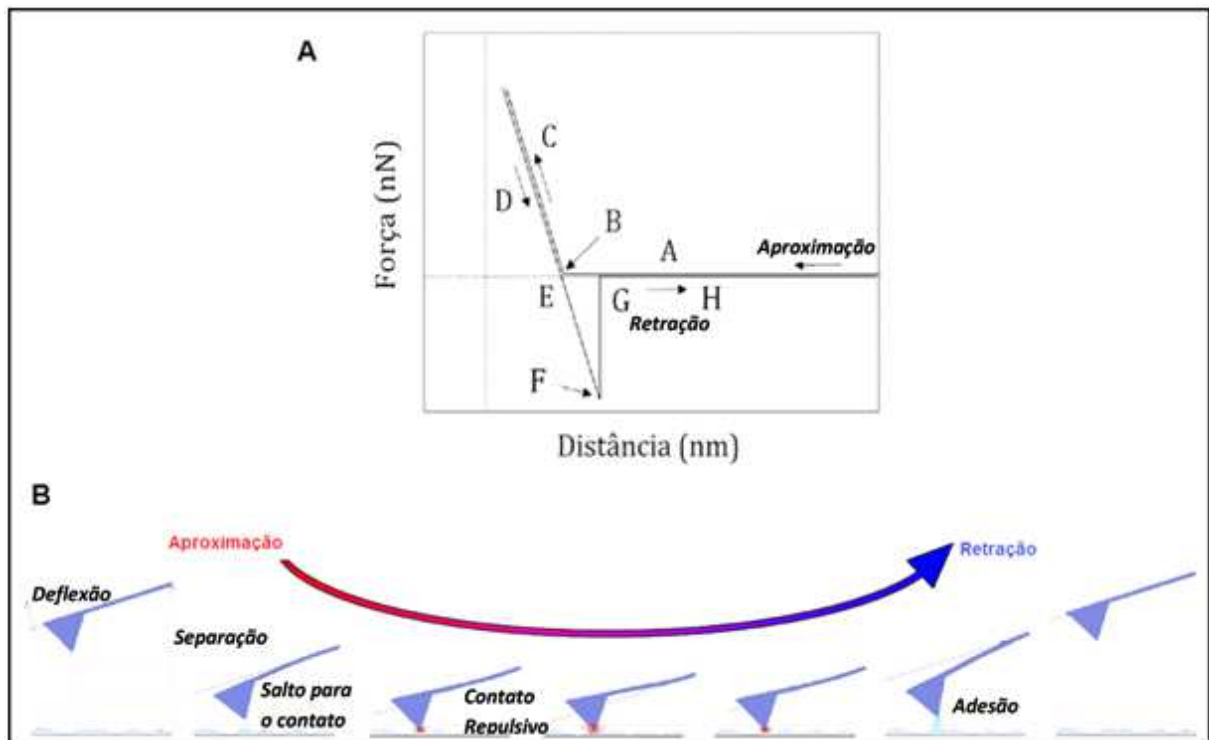 A
Força (nN)
C
D
B
A
Aproximação
E
G
H
Retração
F
Distância (nm)
B
Aproximação
Retração
Deflexão
Separação
Salto para
o contato
Contato
Repulsivo
Adesão